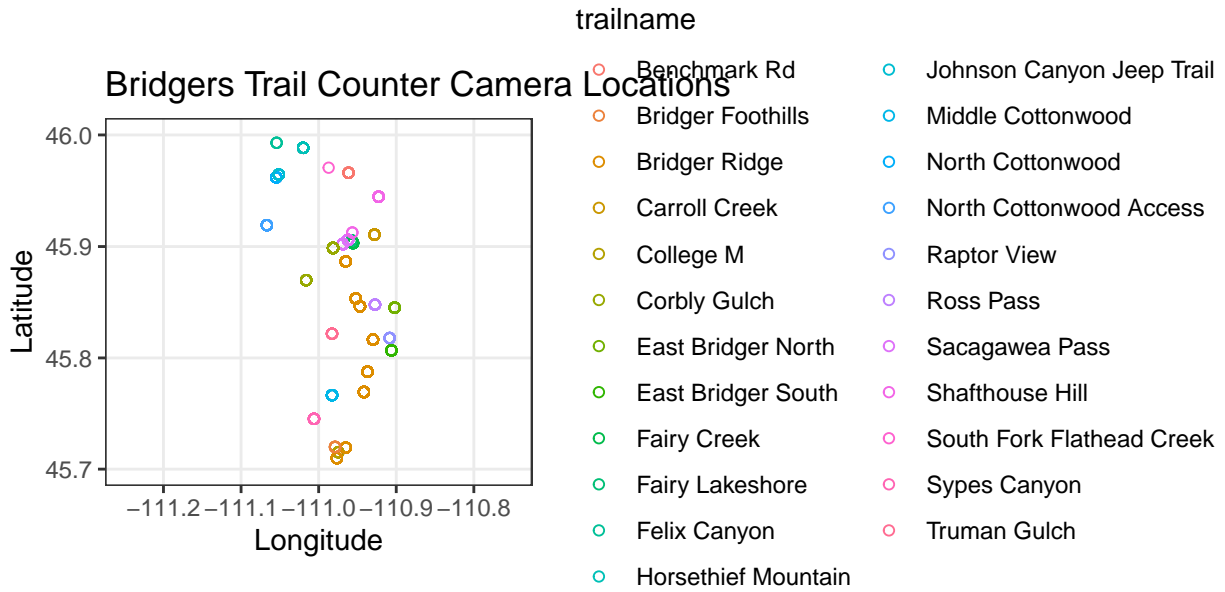 trailname
Bridgers Trail Counter Camera Locations
Benchmark Rd
Bridger Foothills
Bridger Ridge
Carroll Creek
College M
Corbly Gulch
East Bridger North
East Bridger South
Fairy Creek
Fairy Lakeshore
Felix Canyon
Horsethief Mountain
Johnson Canyon Jeep Trail
Middle Cottonwood
North Cottonwood
North Cottonwood Access
Raptor View
Ross Pass
Sacagawea Pass
Shafthouse Hill
South Fork Flathead Creek
Sypes Canyon
Truman Gulch
Latitude
46.0
45.9
45.8
45.7
−111.2 −111.1 −111.0 −110.9 −110.8
Longitude